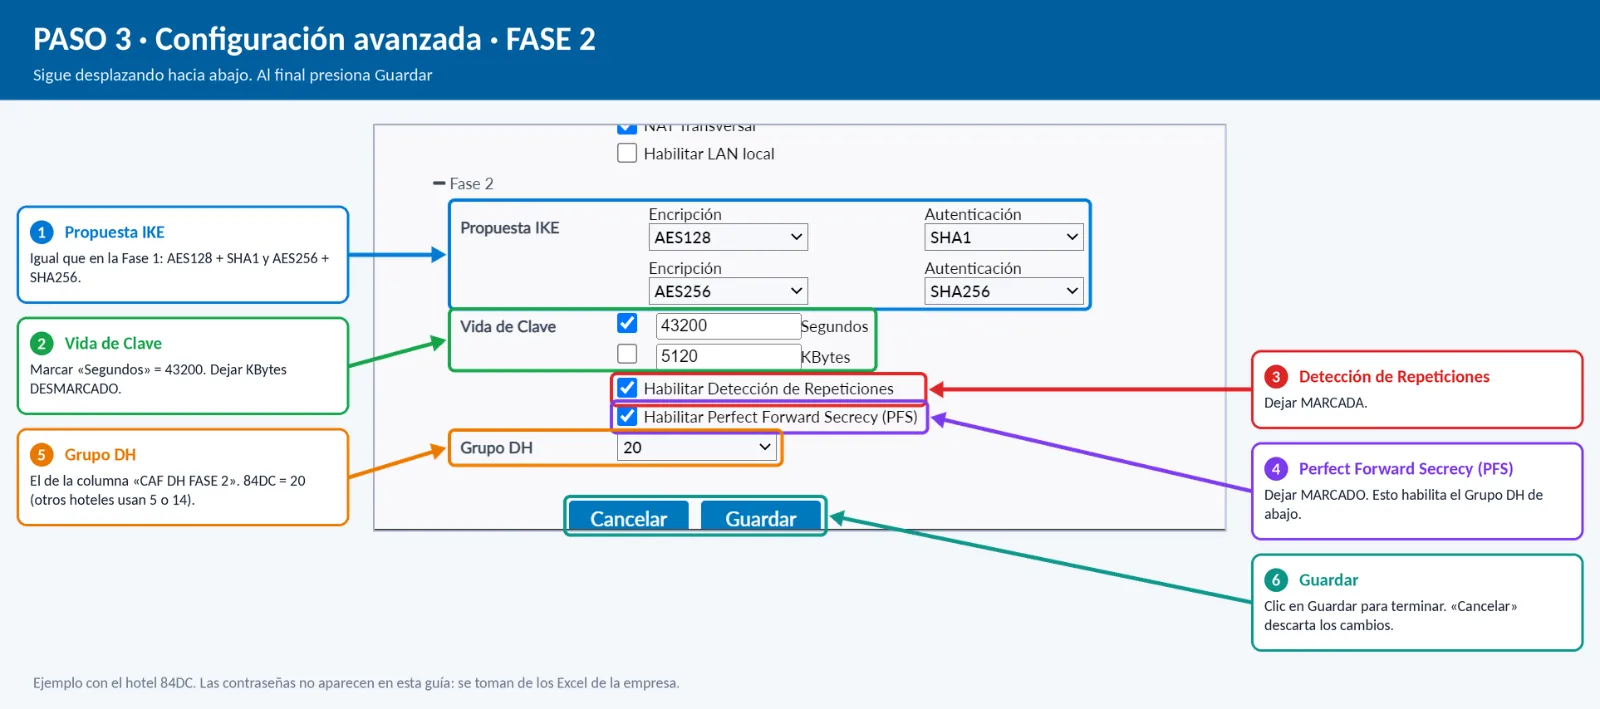 PASO 3 · Configuración avanzada · FASE 2
Sigue desplazando hacia abajo. Al final presiona Guardar
NAT Transversal
Habilitar LAN local
Fase 2
Propuesta IKE
Encripción
Autenticación
AES128
SHA1
Encripción
Autenticación
AES256
SHA256
Vida de Clave
43200
Segundos
5120
KBytes
Habilitar Detección de Repeticiones
Habilitar Perfect Forward Secrecy (PFS)
Grupo DH
20
Cancelar
Guardar
1 Propuesta IKE
Igual que en la Fase 1: AES128 + SHA1 y AES256 +
SHA256.
2 Vida de Clave
Marcar «Segundos» = 43200. Dejar KBytes
DESMARCADO.
5 Grupo DH
El de la columna «CAF DH FASE 2». 84DC = 20
(otros hoteles usan 5 o 14).
3 Detección de Repeticiones
Dejar MARCADA.
4 Perfect Forward Secrecy (PFS)
Dejar MARCADO. Esto habilita el Grupo DH de
abajo.
6 Guardar
Clic en Guardar para terminar. «Cancelar»
descarta los cambios.
Ejemplo con el hotel 84DC. Las contraseñas no aparecen en esta guía: se toman de los Excel de la empresa.